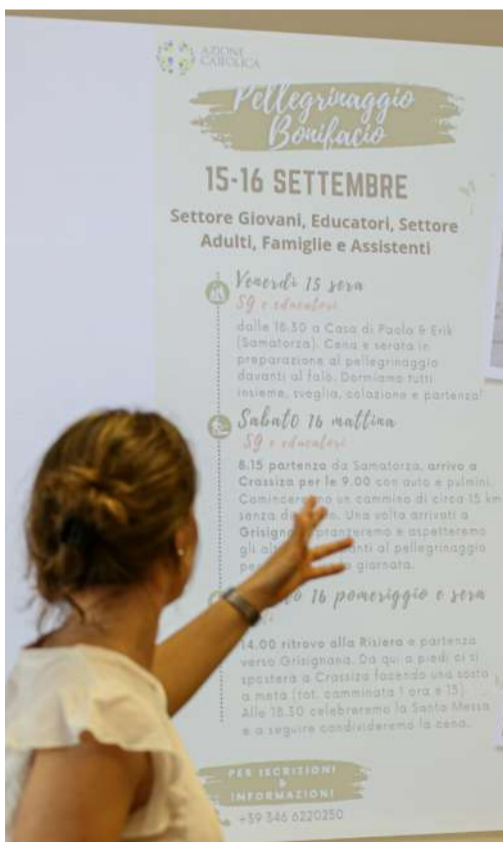 AZIONE
CATTOLICA
Pellegrinaggio
Bonifacio
15-16 SETTEMBRE
Settore Giovani, Educatori, Settore
Adulti, Famiglie e Assistenti
Venerdì 15 sera
SG e educatori
dalle 18.30 a Casa di Paola & Erik
(Samatorza). Cena e serata in
preparazione al pellegrinaggio
davanti al falò. Dormiamo tutti
insieme, sveglia, colazione e partenza!
Sabato 16 mattina
SG e educatori
8.15 partenza da Samatorza, arrivo a
Crassiza per le 9.00 con auto e pulmini.
Cominceremo un cammino di circa 15 km
senza
Una volta arrivati a
pranzeremo e aspetteremo
gli
al pellegrinaggio
giornata.
16 pomeriggio e sera
14.00 ritrovo alla Risiera e partenza
verso Grisignana. Da qui a piedi ci si
sposterà a Crassiza facendo una sosta
a metà (tot. camminata 1 ora e 15).
Alle 18.30 celebreremo la Santa Messa
e a seguire condivideremo la cena.
PER ISCRITIONI
&
INFORMAZIONI
+39 346 6220250